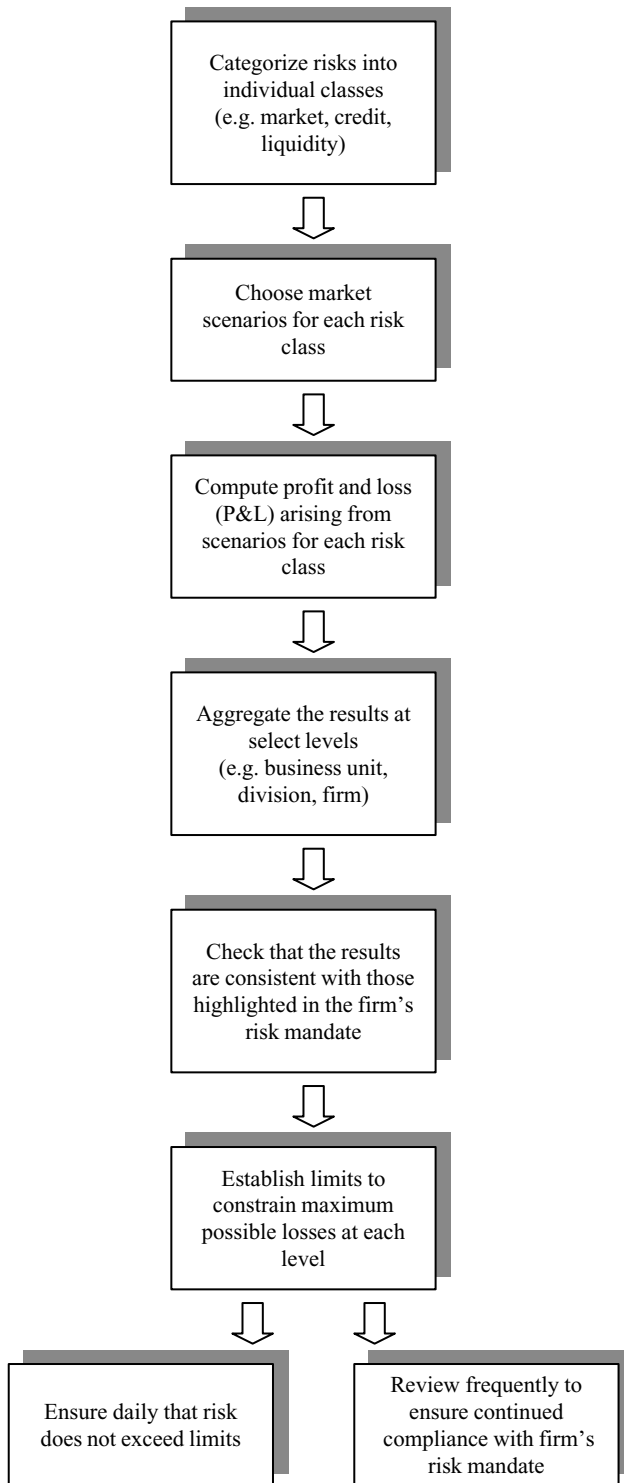 Categorize risks into
individual classes
(e.g. market, credit,
liquidity)
Choose market
scenarios for each risk
class
Compute profit and loss
(P&L) arising from
scenarios for each risk
class
Aggregate the results at
select levels
(e.g. business unit,
division, firm)
Check that the results
are consistent with those
highlighted in the firm’s
risk mandate
Establish limits to
constrain maximum
possible losses at each
level
Ensure daily that risk
does not exceed limits
Review frequently to
ensure continued
compliance with firm’s
risk mandate